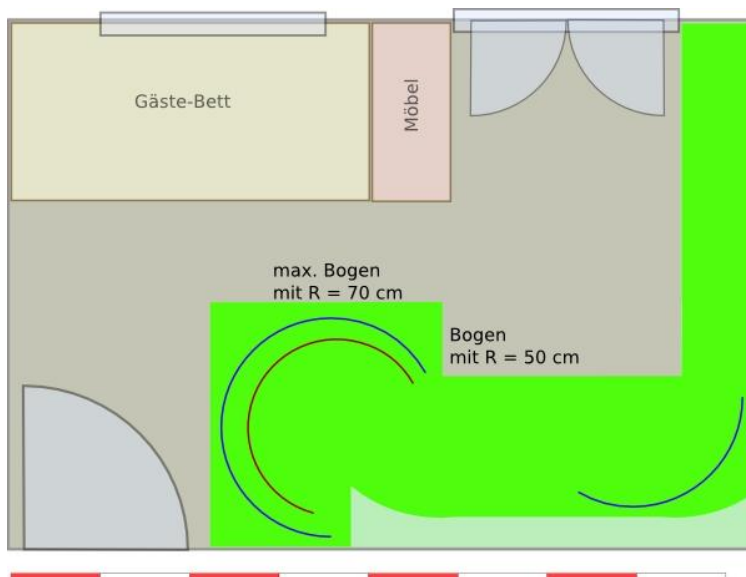 Gäste-Bett
Möbel
max. Bogen
mit R = 70 cm
Bogen
mit R = 50 cm